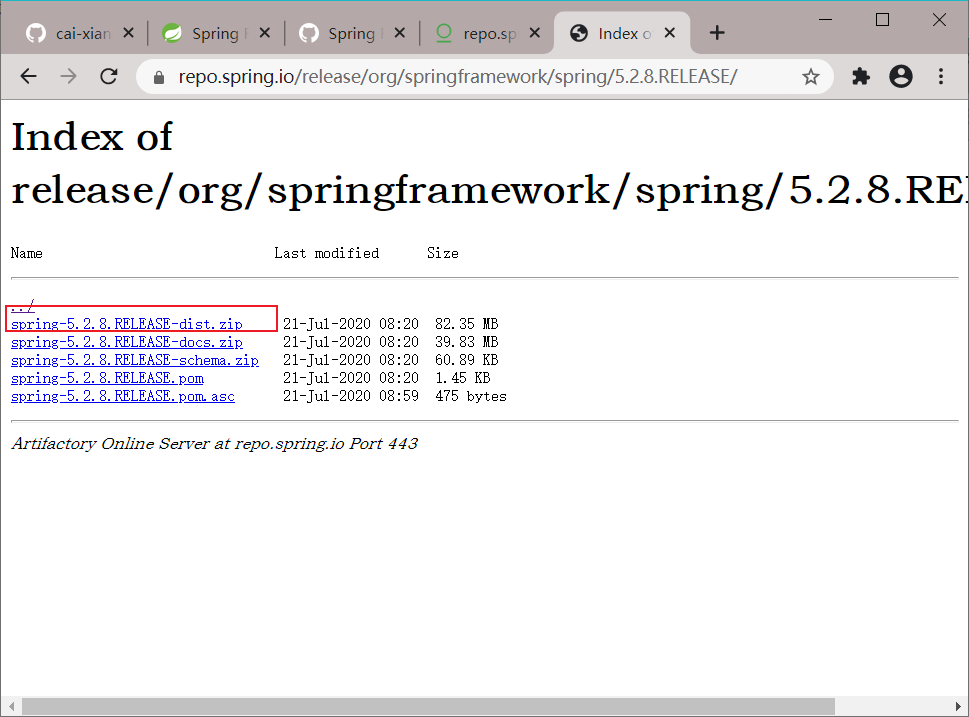 cai-xian
Spring
Spring
repo.sp
Index o
repo.spring.io/release/org/springframework/spring/5.2.8.RELEASE/
Index of
release/org/springframework/spring/5.2.8.RE
Name Last modified Size
../
spring-5.2.8.RELEASE-dist.zip 21-Jul-2020 08:20 82.35 MB
spring-5.2.8.RELEASE-docs.zip 21-Jul-2020 08:20 39.83 MB
spring-5.2.8.RELEASE-schema.zip 21-Jul-2020 08:20 60.89 KB
spring-5.2.8.RELEASE.pom 21-Jul-2020 08:20 1.45 KB
spring-5.2.8.RELEASE.pom.asc 21-Jul-2020 08:59 475 bytes
Artifactory Online Server at repo.spring.io Port 443